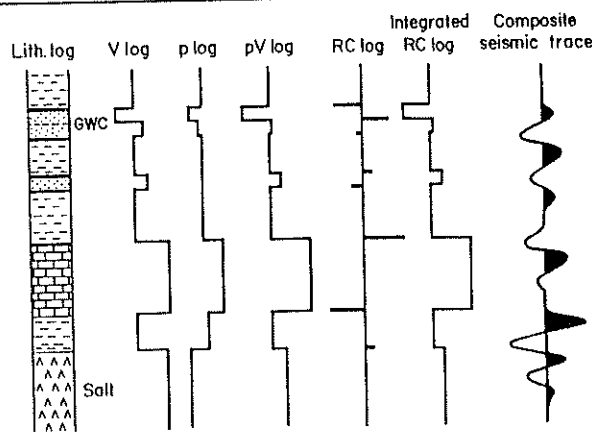 Integrated Composite
Lith. log V log p log pV log RC log RC log seismic trace
GWC
Salt